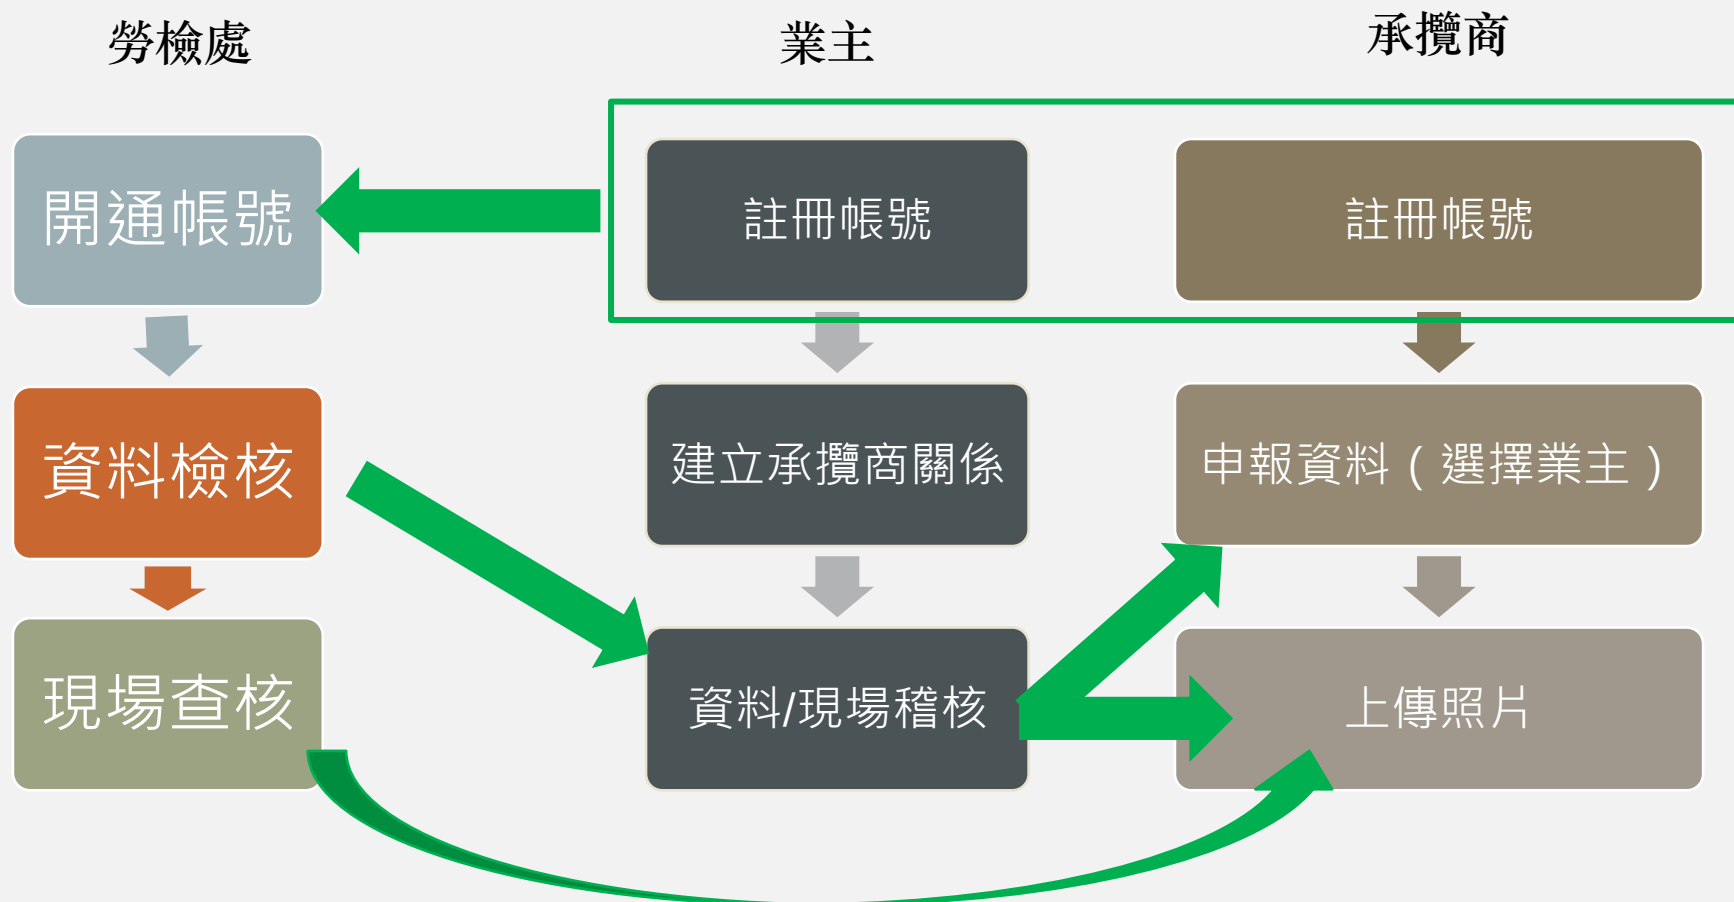 勞檢處
業主
承攬商
開通帳號
註冊帳號
註冊帳號
資料檢核
建立承攬商關係
申報資料（選擇業主）
現場查核
資料/現場稽核
上傳照片